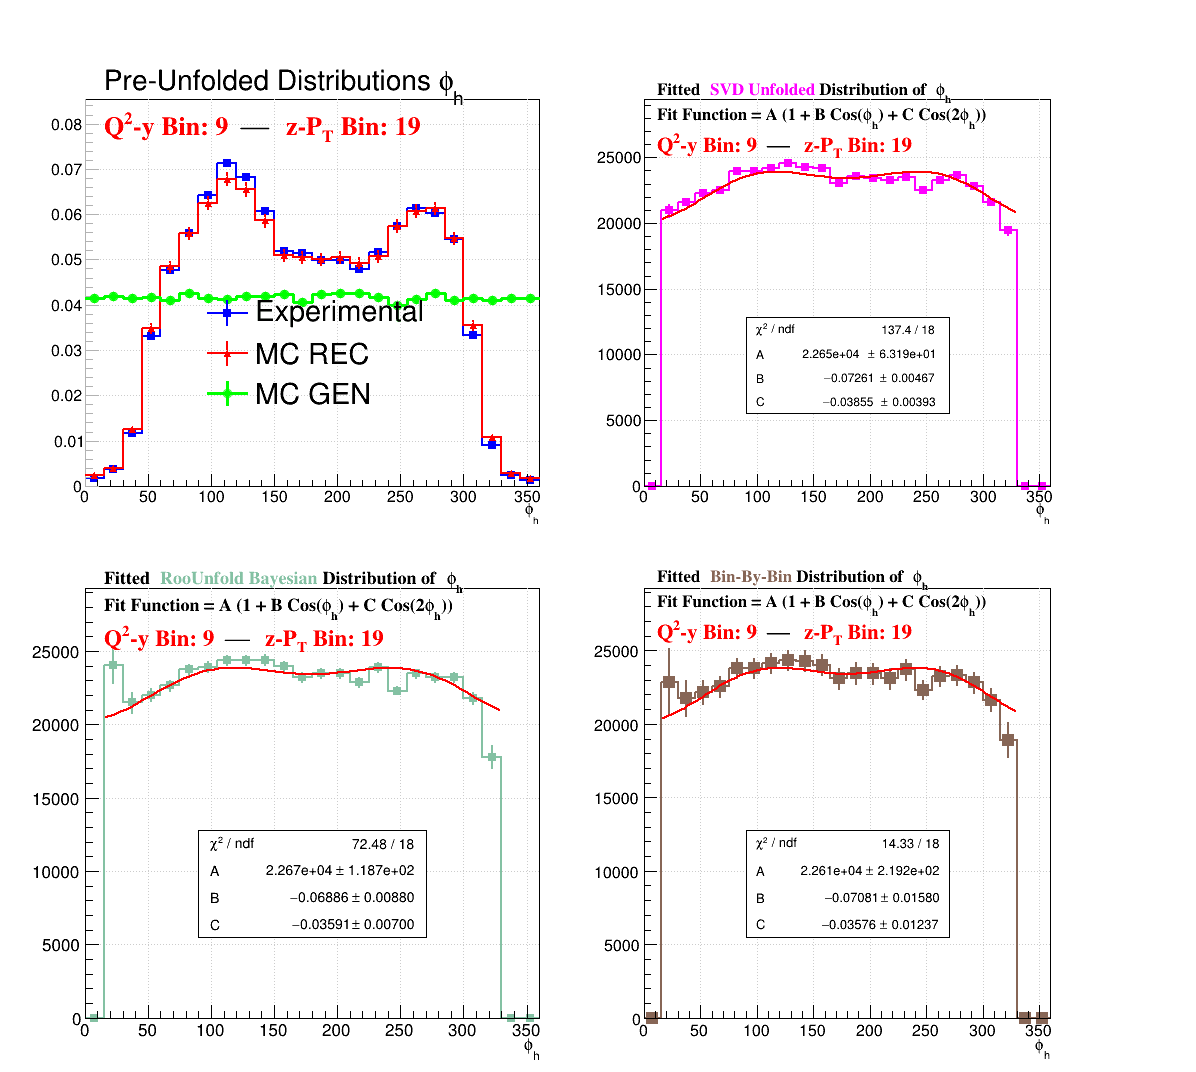 Pre-Unfolded Distributions ϕh
Q²-y Bin: 9 — z-PT Bin: 19
0.08
0.07
0.06
0.05
0.04
0.03
0.02
0.01
0
Experimental
MC REC
MC GEN
0 50 100 150 200 250 300 350
ϕh
Fitted SVD Unfolded Distribution of ϕh
Fit Function = A (1 + B Cos(ϕh) + C Cos(2ϕh))
Q²-y Bin: 9 — z-PT Bin: 19
25000
20000
15000
10000
5000
0
χ² / ndf 137.4 / 18
A 2.265e+04 ± 6.319e+01
B −0.07261 ± 0.00467
C −0.03855 ± 0.00393
0 50 100 150 200 250 300 350
ϕh
Fitted RooUnfold Bayesian Distribution of ϕh
Fit Function = A (1 + B Cos(ϕh) + C Cos(2ϕh))
Q²-y Bin: 9 — z-PT Bin: 19
25000
20000
15000
10000
5000
0
χ² / ndf 72.48 / 18
A 2.267e+04 ± 1.187e+02
B −0.06886 ± 0.00880
C −0.03591 ± 0.00700
0 50 100 150 200 250 300 350
ϕh
Fitted Bin-By-Bin Distribution of ϕh
Fit Function = A (1 + B Cos(ϕh) + C Cos(2ϕh))
Q²-y Bin: 9 — z-PT Bin: 19
25000
20000
15000
10000
5000
0
χ² / ndf 14.33 / 18
A 2.261e+04 ± 2.192e+02
B −0.07081 ± 0.01580
C −0.03576 ± 0.01237
0 50 100 150 200 250 300 350
ϕh